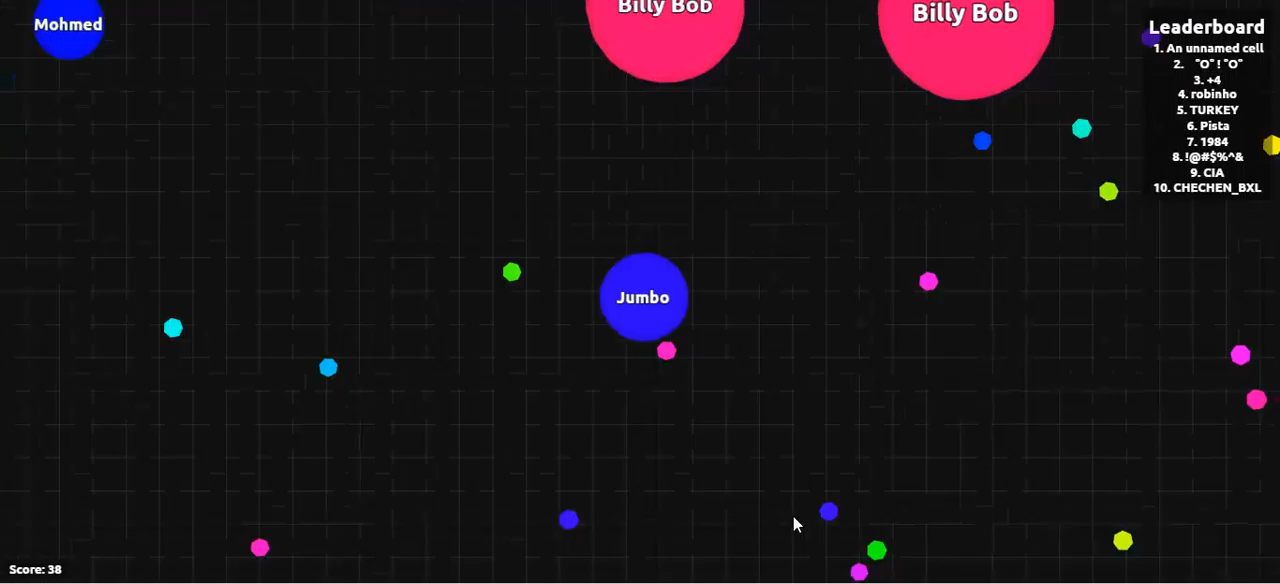 Mohmed
Billy Bob
Billy Bob
Leaderboard
1. An unnamed cell
2. "O" ! "O"
3. +4
4. robinho
5. TURKEY
6. Pista
7. 1984
8. !@#$%^&
9. CIA
10. CHECHEN_BXL
Jumbo
Score: 38